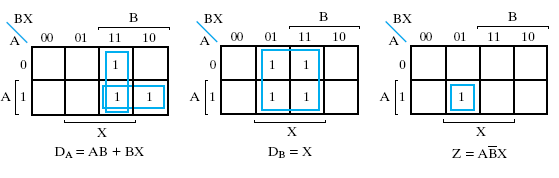 BX B
A 00 01 11 10
0 1
A 1 1 1
X
D_A = AB + BX
BX B
A 00 01 11 10
0 1 1
A 1 1 1
X
D_B = X
BX B
A 00 01 11 10
0
A 1 1
X
Z = AB̅X